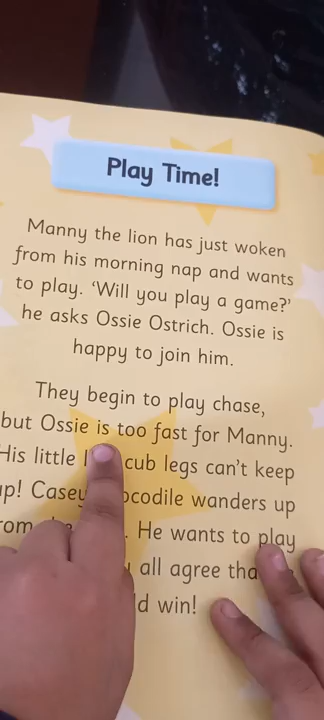 Play Time!
Manny the lion has just woken
from his morning nap and wants
to play. ‘Will you play a game?’
he asks Ossie Ostrich. Ossie is
happy to join him.
They begin to play chase,
but Ossie is too fast for Manny.
His little cub legs can’t keep
up! Casey wanders up
He wants to play
all agree
win!